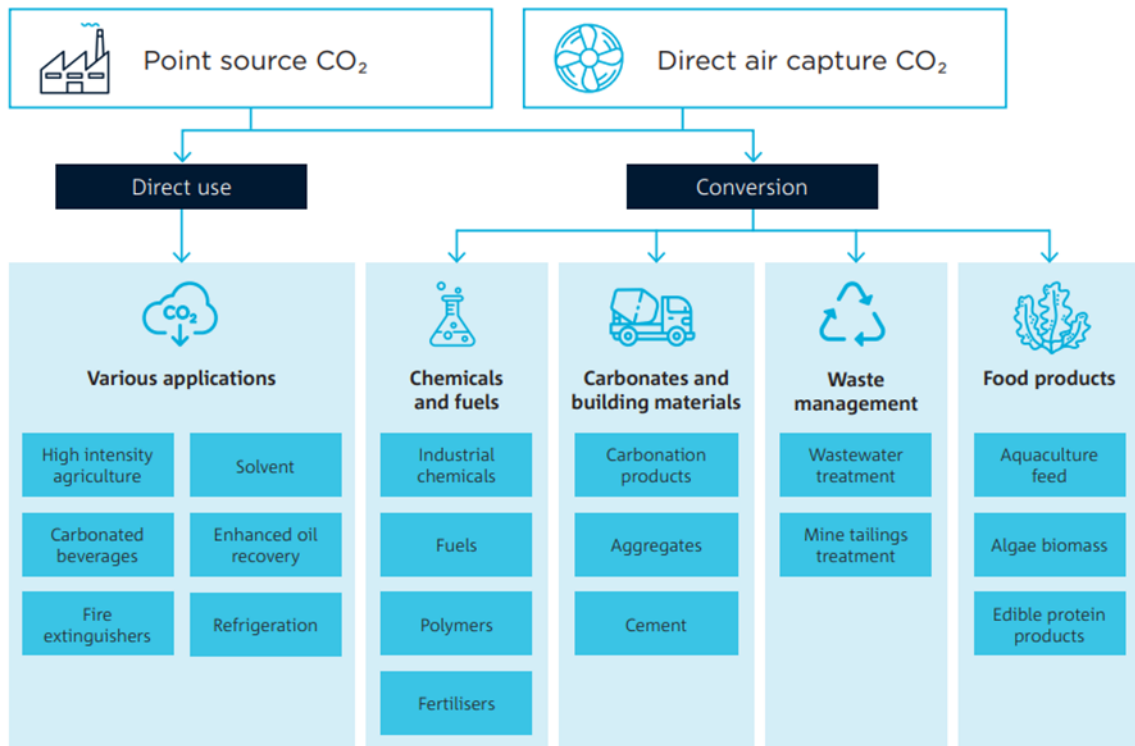 Point source CO₂
Direct air capture CO₂
Direct use
Conversion
CO₂
Various applications
High intensity
agriculture
Solvent
Carbonated
beverages
Enhanced oil
recovery
Fire
extinguishers
Refrigeration
Chemicals
and fuels
Industrial
chemicals
Fuels
Polymers
Fertilisers
Carbonates and
building materials
Carbonation
products
Aggregates
Cement
Waste
management
Wastewater
treatment
Mine tailings
treatment
Food products
Aquaculture
feed
Algae biomass
Edible protein
products